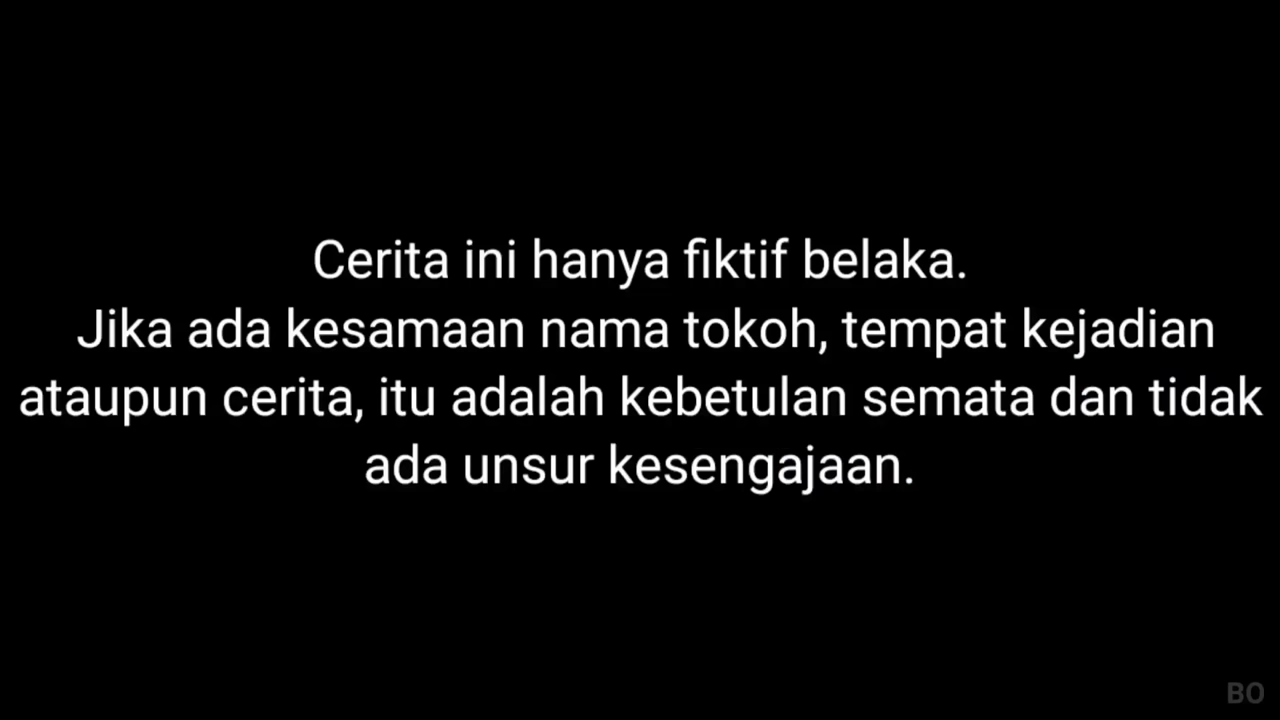 Cerita ini hanya fiktif belaka.
Jika ada kesamaan nama tokoh, tempat kejadian
ataupun cerita, itu adalah kebetulan semata dan tidak
ada unsur kesengajaan.
BO